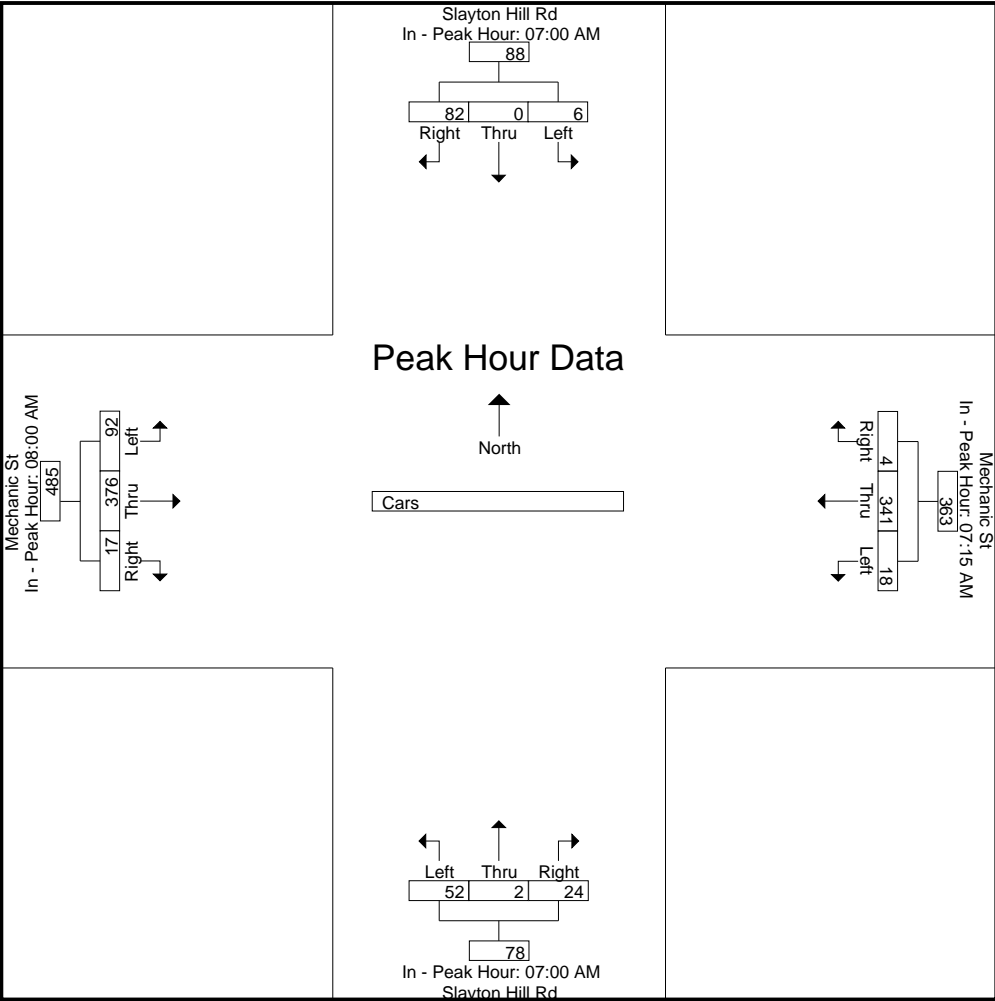 Slayton Hill Rd
In - Peak Hour: 07:00 AM
88
82 0 6
Right Thru Left
Peak Hour Data
North
Cars
Mechanic St
In - Peak Hour: 08:00 AM
485
92 376 17
Left Thru Right
Mechanic St
In - Peak Hour: 07:15 AM
363
4 341 18
Right Thru Left
Left Thru Right
52 2 24
78
In - Peak Hour: 07:00 AM
Slayton Hill Rd